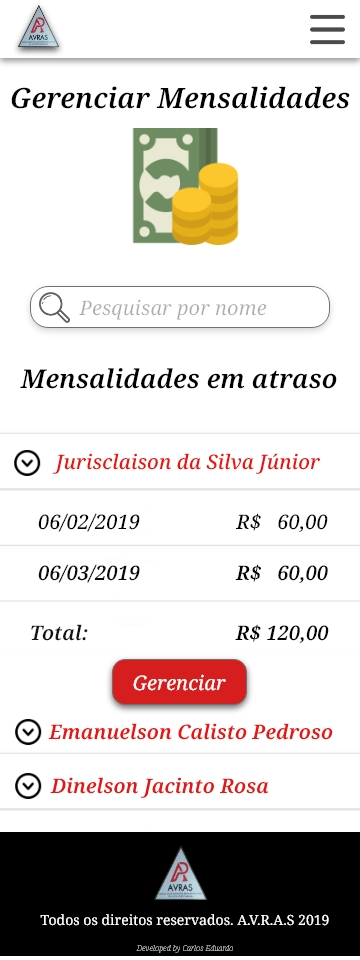 AVRAS
Gerenciar Mensalidades
Pesquisar por nome
Mensalidades em atraso
Jurisclaison da Silva Júnior
06/02/2019 R$ 60,00
06/03/2019 R$ 60,00
Total: R$ 120,00
Gerenciar
Emanuelson Calisto Pedroso
Dinelson Jacinto Rosa
AVRAS
Todos os direitos reservados. A.V.R.A.S 2019
Developed by Carlos Eduardo